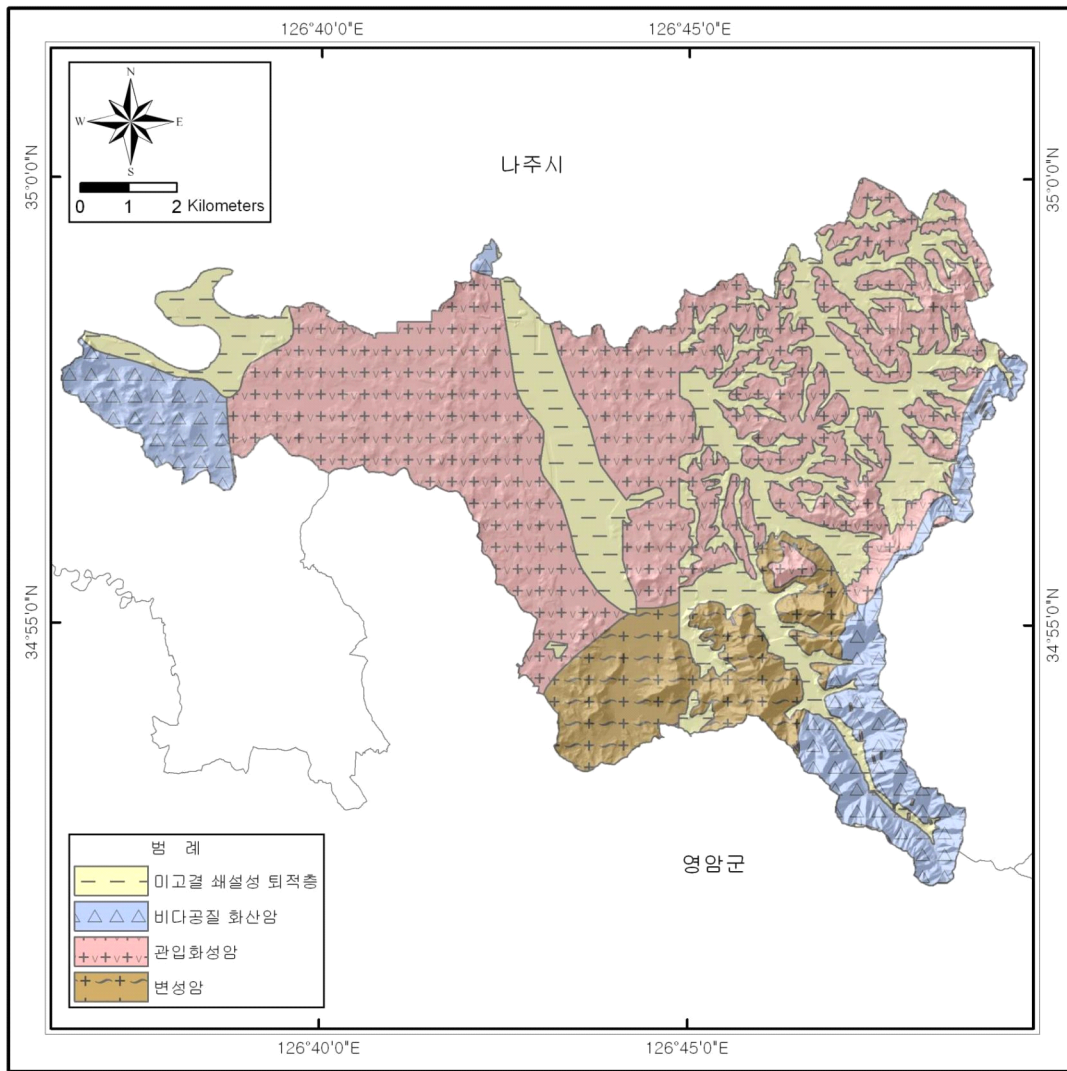 126°40'0"E
126°45'0"E
N
W
E
S
0 1 2 Kilometers
나주시
35°0'0"N
35°0'0"N
34°55'0"N
34°55'0"N
영암군
범 례
미고결 쇄설성 퇴적층
비다공질 화산암
관입화성암
변성암
126°40'0"E
126°45'0"E